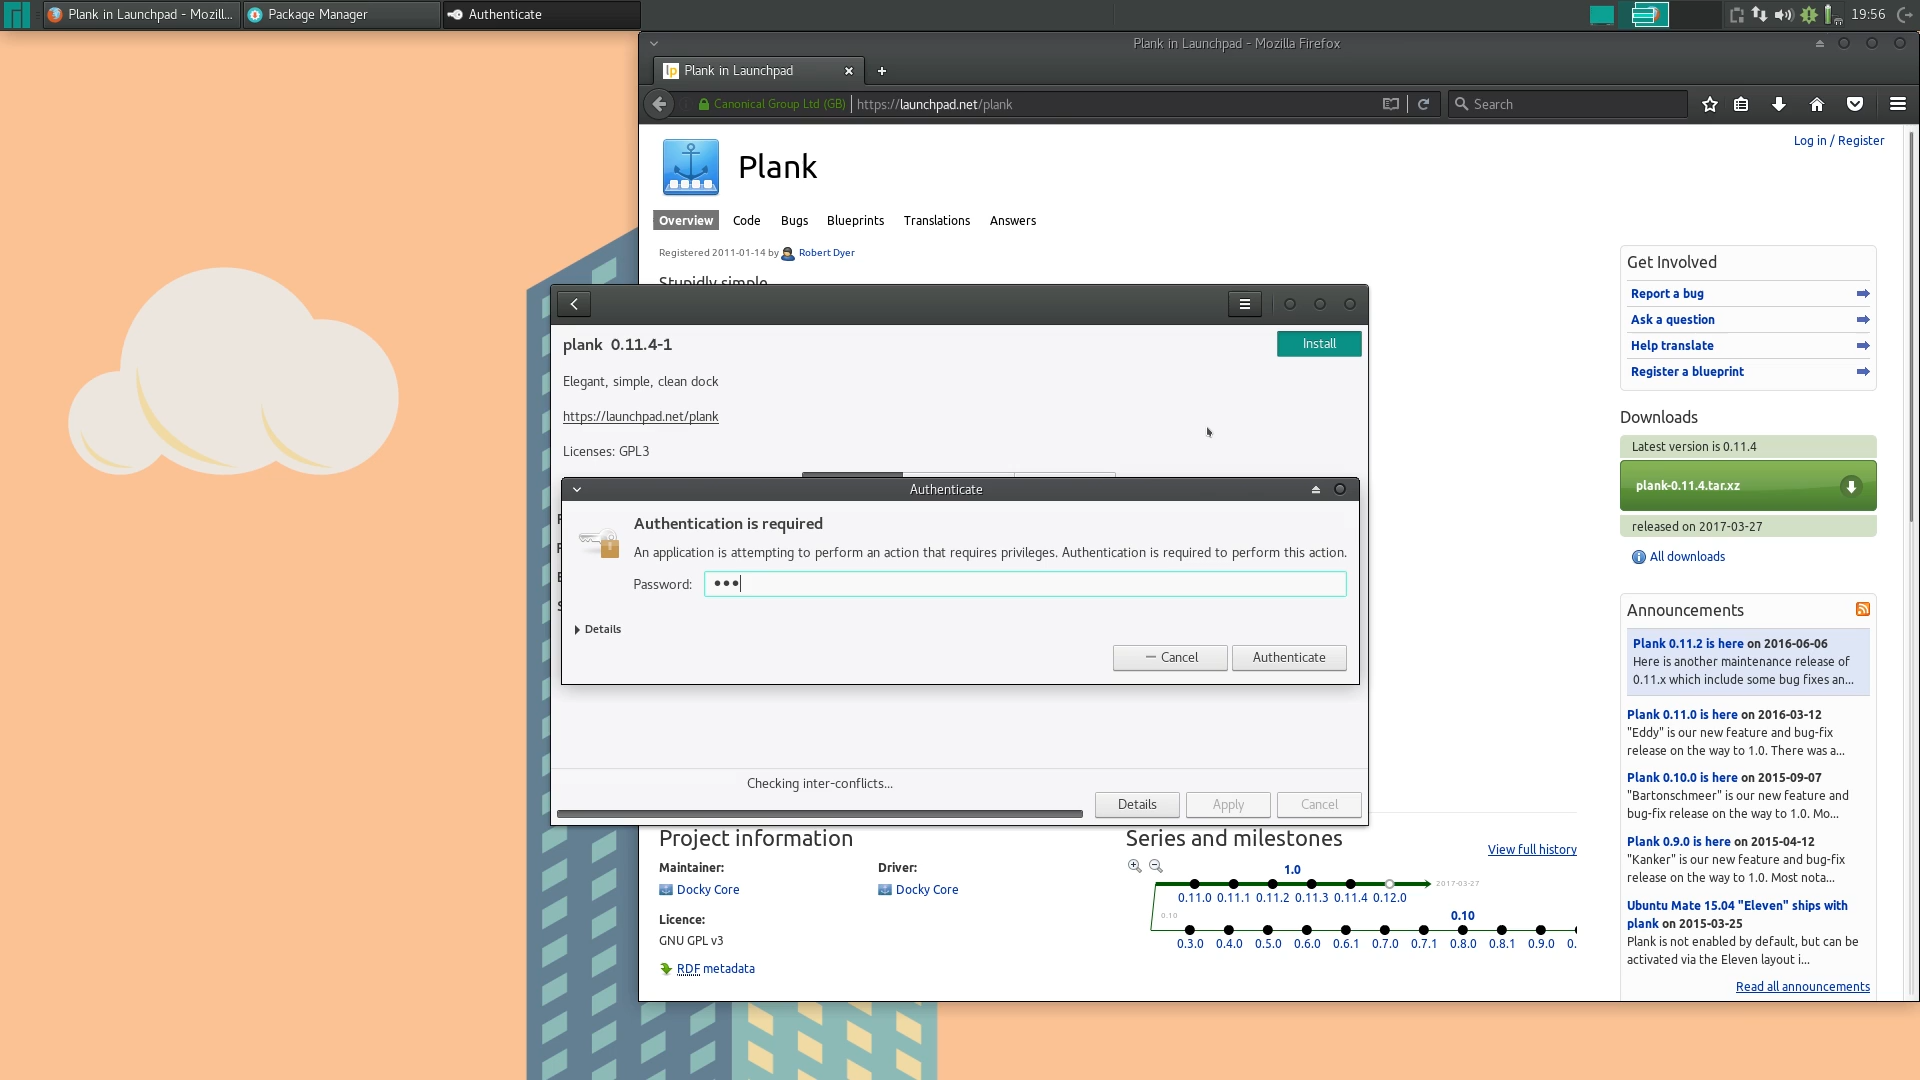 Plank in Launchpad - Mozill...
Package Manager
Authenticate
19:56
Plank in Launchpad - Mozilla Firefox
lp Plank in Launchpad
Canonical Group Ltd (GB) https://launchpad.net/plank
Search
Log in / Register
Plank
Overview Code Bugs Blueprints Translations Answers
Registered 2011-01-14 by Robert Dyer
Stupidly simple.
plank 0.11.4-1
Install
Elegant, simple, clean dock
https://launchpad.net/plank
Licenses: GPL3
Authenticate
Authentication is required
An application is attempting to perform an action that requires privileges. Authentication is required to perform this action.
Password: •••
Details
Cancel
Authenticate
Checking inter-conflicts...
Details
Apply
Cancel
Get Involved
Report a bug
Ask a question
Help translate
Register a blueprint
Downloads
Latest version is 0.11.4
plank-0.11.4.tar.xz
released on 2017-03-27
All downloads
Announcements
Plank 0.11.2 is here on 2016-06-06
Here is another maintenance release of
0.11.x which include some bug fixes an...
Plank 0.11.0 is here on 2016-03-12
"Eddy" is our new feature and bug-fix
release on the way to 1.0. There was a...
Plank 0.10.0 is here on 2015-09-07
"Bartonschmeer" is our new feature and
bug-fix release on the way to 1.0. Mo...
Plank 0.9.0 is here on 2015-04-12
"Kanker" is our new feature and bug-fix
release on the way to 1.0. Most nota...
Ubuntu Mate 15.04 "Eleven" ships with
plank on 2015-03-25
Plank is not enabled by default, but can be
activated via the Eleven layout i...
Read all announcements
Project information
Maintainer:
Docky Core
Driver:
Docky Core
Licence:
GNU GPL v3
RDF metadata
Series and milestones
View full history
1.0
2017-03-27
0.11.0 0.11.1 0.11.2 0.11.3 0.11.4 0.12.0
0.10
0.10
0.3.0 0.4.0 0.5.0 0.6.0 0.6.1 0.7.0 0.7.1 0.8.0 0.8.1 0.9.0 0.